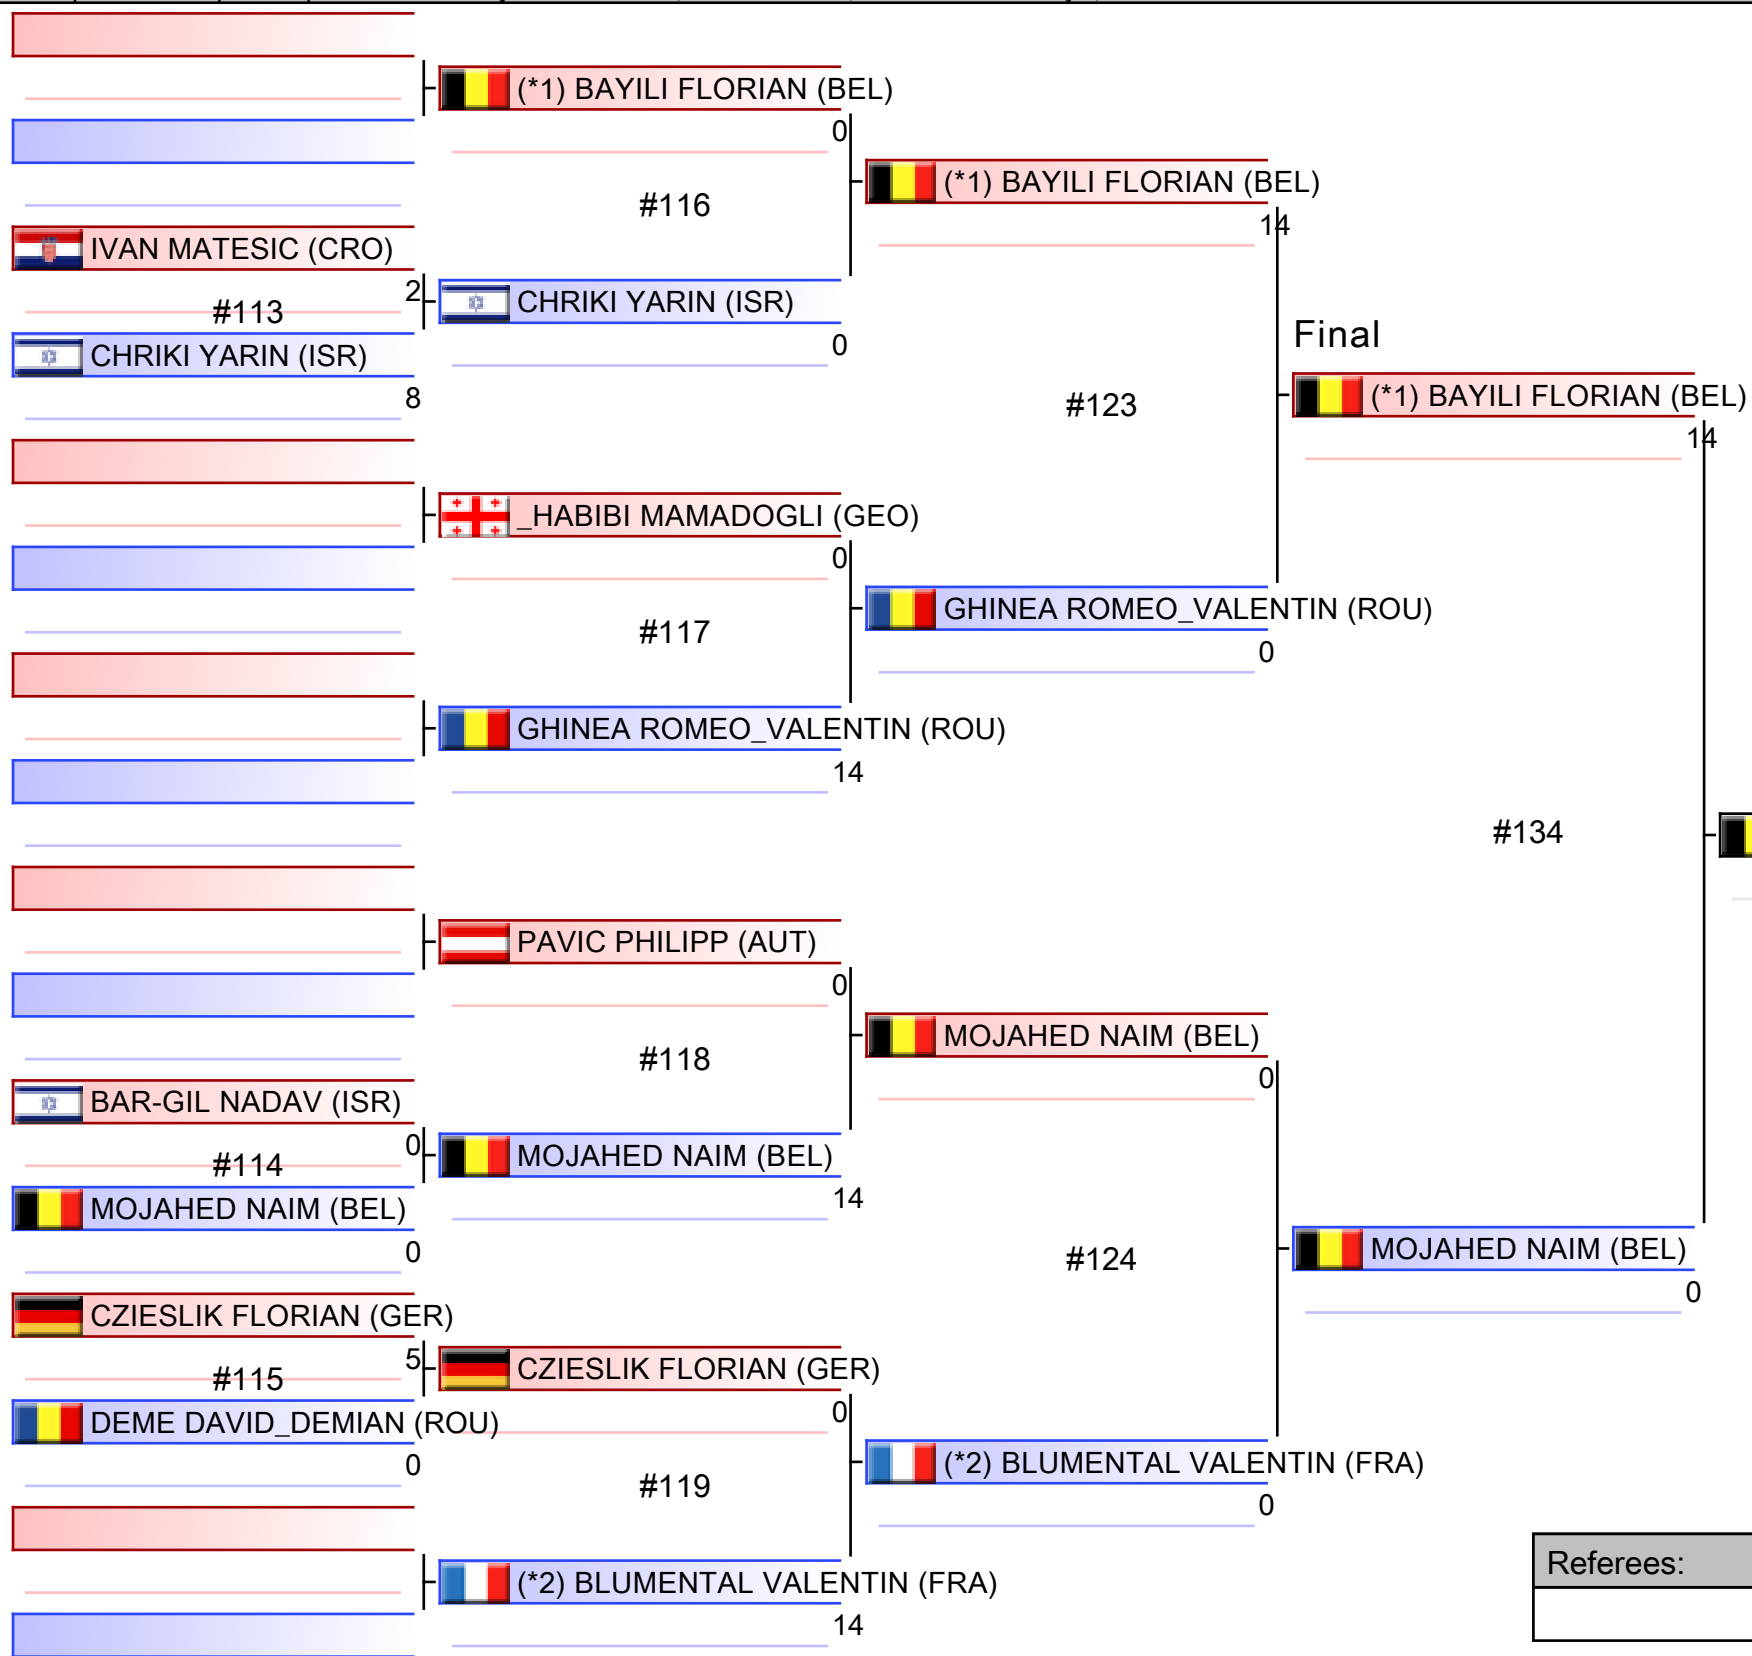 (*1) BAYILI FLORIAN (BEL)
0
(*1) BAYILI FLORIAN (BEL)
#116
14
IVAN MATESIC (CRO)
2
#113
CHRIKI YARIN (ISR)
0
CHRIKI YARIN (ISR)
8
Final
#123
(*1) BAYILI FLORIAN (BEL)
14
_HABIBI MAMADOGLI (GEO)
0
GHINEA ROMEO_VALENTIN (ROU)
#117
0
GHINEA ROMEO_VALENTIN (ROU)
14
#134
PAVIC PHILIPP (AUT)
0
MOJAHED NAIM (BEL)
#118
0
BAR-GIL NADAV (ISR)
0
#114
MOJAHED NAIM (BEL)
14
MOJAHED NAIM (BEL)
0
#124
MOJAHED NAIM (BEL)
0
CZIESLIK FLORIAN (GER)
5
#115
CZIESLIK FLORIAN (GER)
0
DEME DAVID_DEMIAN (ROU)
0
(*2) BLUMENTAL VALENTIN (FRA)
#119
0
(*2) BLUMENTAL VALENTIN (FRA)
14
Referees: